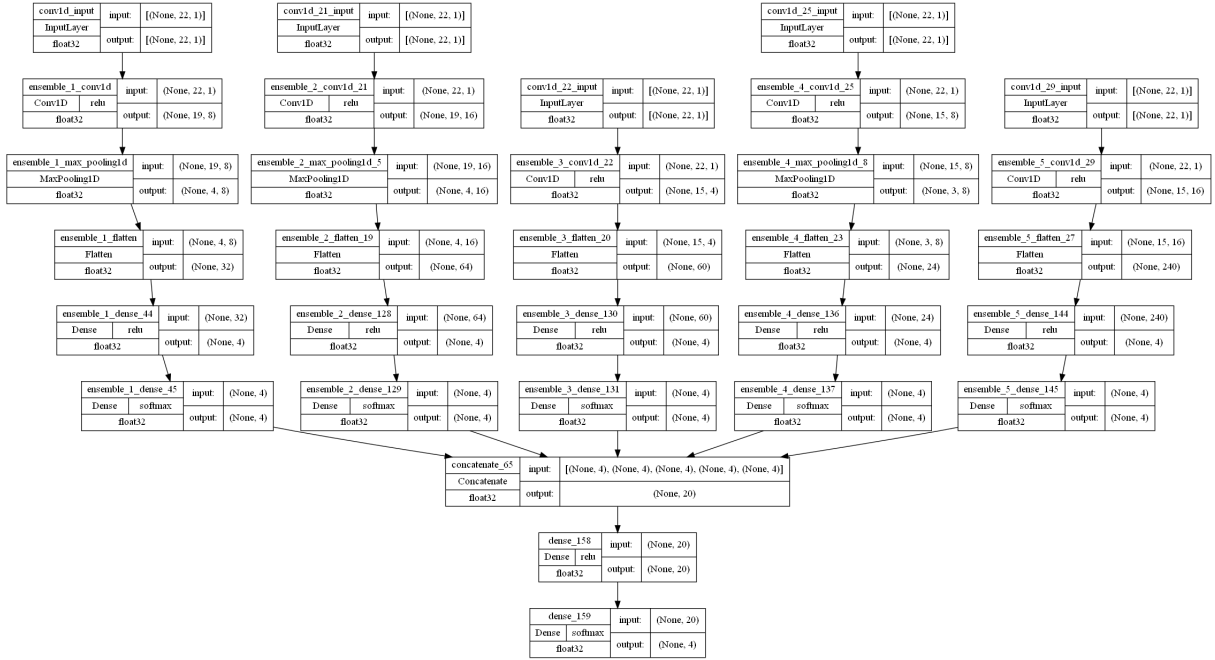 conv1d_input input: [(None, 22, 1)]
InputLayer
float32 output: [(None, 22, 1)]
conv1d_21_input input: [(None, 22, 1)]
InputLayer
float32 output: [(None, 22, 1)]
conv1d_25_input input: [(None, 22, 1)]
InputLayer
float32 output: [(None, 22, 1)]
ensemble_1_conv1d input: (None, 22, 1)
Conv1D relu
float32 output: (None, 19, 8)
ensemble_2_conv1d_21 input: (None, 22, 1)
Conv1D relu
float32 output: (None, 19, 16)
conv1d_22_input input: [(None, 22, 1)]
InputLayer
float32 output: [(None, 22, 1)]
ensemble_4_conv1d_25 input: (None, 22, 1)
Conv1D relu
float32 output: (None, 15, 8)
conv1d_29_input input: [(None, 22, 1)]
InputLayer
float32 output: [(None, 22, 1)]
ensemble_1_max_pooling1d input: (None, 19, 8)
MaxPooling1D
float32 output: (None, 4, 8)
ensemble_2_max_pooling1d_5 input: (None, 19, 16)
MaxPooling1D
float32 output: (None, 4, 16)
ensemble_3_conv1d_22 input: (None, 22, 1)
Conv1D relu
float32 output: (None, 15, 4)
ensemble_4_max_pooling1d_8 input: (None, 15, 8)
MaxPooling1D
float32 output: (None, 3, 8)
ensemble_5_conv1d_29 input: (None, 22, 1)
Conv1D relu
float32 output: (None, 15, 16)
ensemble_1_flatten input: (None, 4, 8)
Flatten
float32 output: (None, 32)
ensemble_2_flatten_19 input: (None, 4, 16)
Flatten
float32 output: (None, 64)
ensemble_3_flatten_20 input: (None, 15, 4)
Flatten
float32 output: (None, 60)
ensemble_4_flatten_23 input: (None, 3, 8)
Flatten
float32 output: (None, 24)
ensemble_5_flatten_27 input: (None, 15, 16)
Flatten
float32 output: (None, 240)
ensemble_1_dense_44 input: (None, 32)
Dense relu
float32 output: (None, 4)
ensemble_2_dense_128 input: (None, 64)
Dense relu
float32 output: (None, 4)
ensemble_3_dense_130 input: (None, 60)
Dense relu
float32 output: (None, 4)
ensemble_4_dense_136 input: (None, 24)
Dense relu
float32 output: (None, 4)
ensemble_5_dense_144 input: (None, 240)
Dense relu
float32 output: (None, 4)
ensemble_1_dense_45 input: (None, 4)
Dense softmax
float32 output: (None, 4)
ensemble_2_dense_129 input: (None, 4)
Dense softmax
float32 output: (None, 4)
ensemble_3_dense_131 input: (None, 4)
Dense softmax
float32 output: (None, 4)
ensemble_4_dense_137 input: (None, 4)
Dense softmax
float32 output: (None, 4)
ensemble_5_dense_145 input: (None, 4)
Dense softmax
float32 output: (None, 4)
concatenate_65 input: [(None, 4), (None, 4), (None, 4), (None, 4), (None, 4)]
Concatenate
float32 output: (None, 20)
dense_158 input: (None, 20)
Dense relu
float32 output: (None, 20)
dense_159 input: (None, 20)
Dense softmax
float32 output: (None, 4)